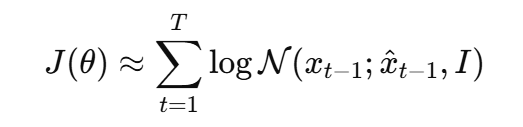 J(θ) ≈ ∑_{t=1}^{T} log 𝒩(x_{t−1}; x̂_{t−1}, I)